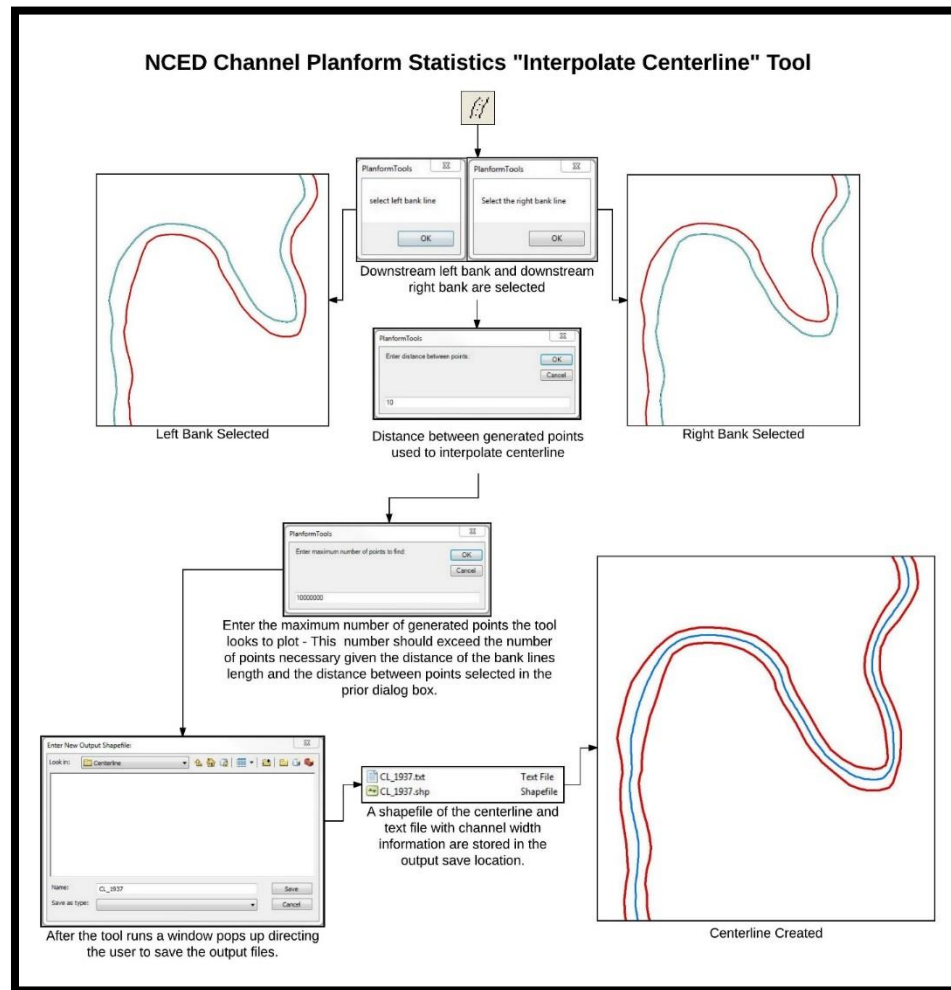 NCED Channel Planform Statistics "Interpolate Centerline" Tool
PlanformTools
select left bank line
OK
PlanformTools
Select the right bank line
OK
Downstream left bank and downstream
right bank are selected
Left Bank Selected
Right Bank Selected
PlanformTools
Enter distance between points:
OK
Cancel
10
Distance between generated points
used to interpolate centerline
PlanformTools
Enter maximum number of points to find:
OK
Cancel
10000000
Enter the maximum number of generated points the tool
looks to plot - This number should exceed the number
of points necessary given the distance of the bank lines
length and the distance between points selected in the
prior dialog box.
Enter New Output Shapefile:
Look in:
Centerline
Name:
CL_1937
Save
Save as type:
Cancel
After the tool runs a window pops up directing
the user to save the output files.
CL_1937.txt Text File
CL_1937.shp Shapefile
A shapefile of the centerline and
text file with channel width
information are stored in the
output save location.
Centerline Created